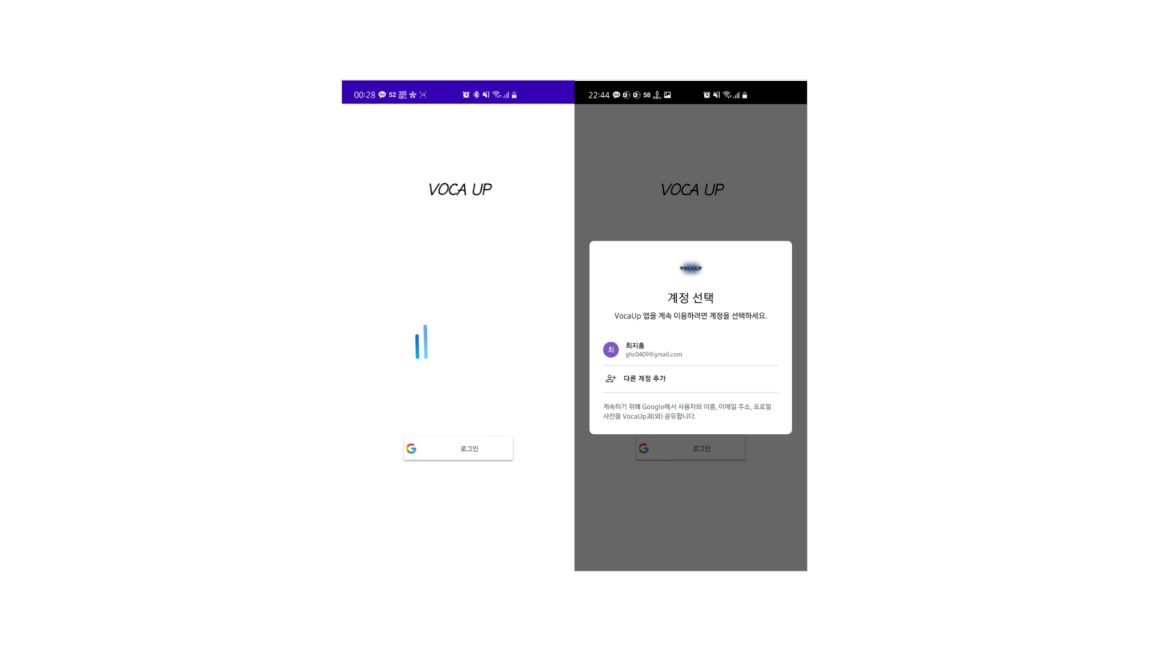 00:28 52
VOCA UP
로그인
22:44 58
VOCA UP
VOCAUP
계정 선택
VocaUp 앱을 계속 이용하려면 계정을 선택하세요.
최
최지흠
ghc0409@gmail.com
다른 계정 추가
계속하기 위해 Google에서 사용자의 이름, 이메일 주소, 프로필
사진을 VocaUp과(와) 공유합니다.
로그인